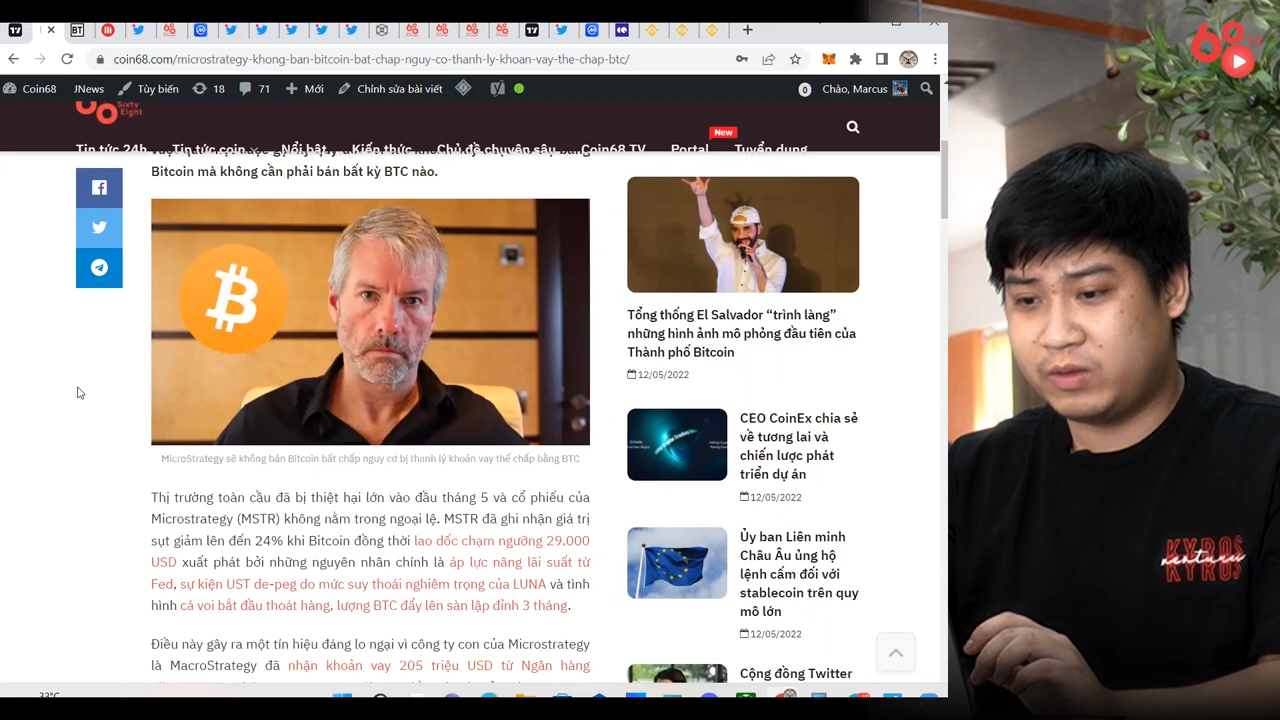 coin68.com/microstrategy-khong-ban-bitcoin-bat-chap-nguy-co-thanh-ly-khoan-vay-the-chap-btc/
Coin68
JNews
Tùy biến
18
71
Mới
Chỉnh sửa bài viết
0
Chào, Marcus
Sixty
Eight
New
Tin tức 24h
Tin tức coin
Nổi bật
Kiến thức
Chủ đề chuyên sâu
Coin68 TV
Portal
Tuyển dụng
Bitcoin mà không cần phải bán bất kỳ BTC nào.
MicroStrategy sẽ không bán Bitcoin bất chấp nguy cơ bị thanh lý khoản vay thế chấp bằng BTC
Thị trường toàn cầu đã bị thiệt hại lớn vào đầu tháng 5 và cổ phiếu của
Microstrategy (MSTR) không nằm trong ngoại lệ. MSTR đã ghi nhận giá trị
sụt giảm lên đến 24% khi Bitcoin đồng thời lao dốc chạm ngưỡng 29.000
USD xuất phát bởi những nguyên nhân chính là áp lực nâng lãi suất từ
Fed, sự kiện UST de-peg do mức suy thoái nghiêm trọng của LUNA và tình
hình cá voi bắt đầu thoát hàng, lượng BTC đẩy lên sàn lập đỉnh 3 tháng.
Điều này gây ra một tín hiệu đáng lo ngại vì công ty con của Microstrategy
là MacroStrategy đã nhận khoản vay 205 triệu USD từ Ngân hàng
Tổng thống El Salvador “trình làng”
những hình ảnh mô phỏng đầu tiên của
Thành phố Bitcoin
12/05/2022
CEO CoinEx chia sẻ
về tương lai và
chiến lược phát
triển dự án
12/05/2022
Ủy ban Liên minh
Châu Âu ủng hộ
lệnh cấm đối với
stablecoin trên quy
mô lớn
12/05/2022
Cộng đồng Twitter
33°C
68
TV
KYROS
ventures
KYROS